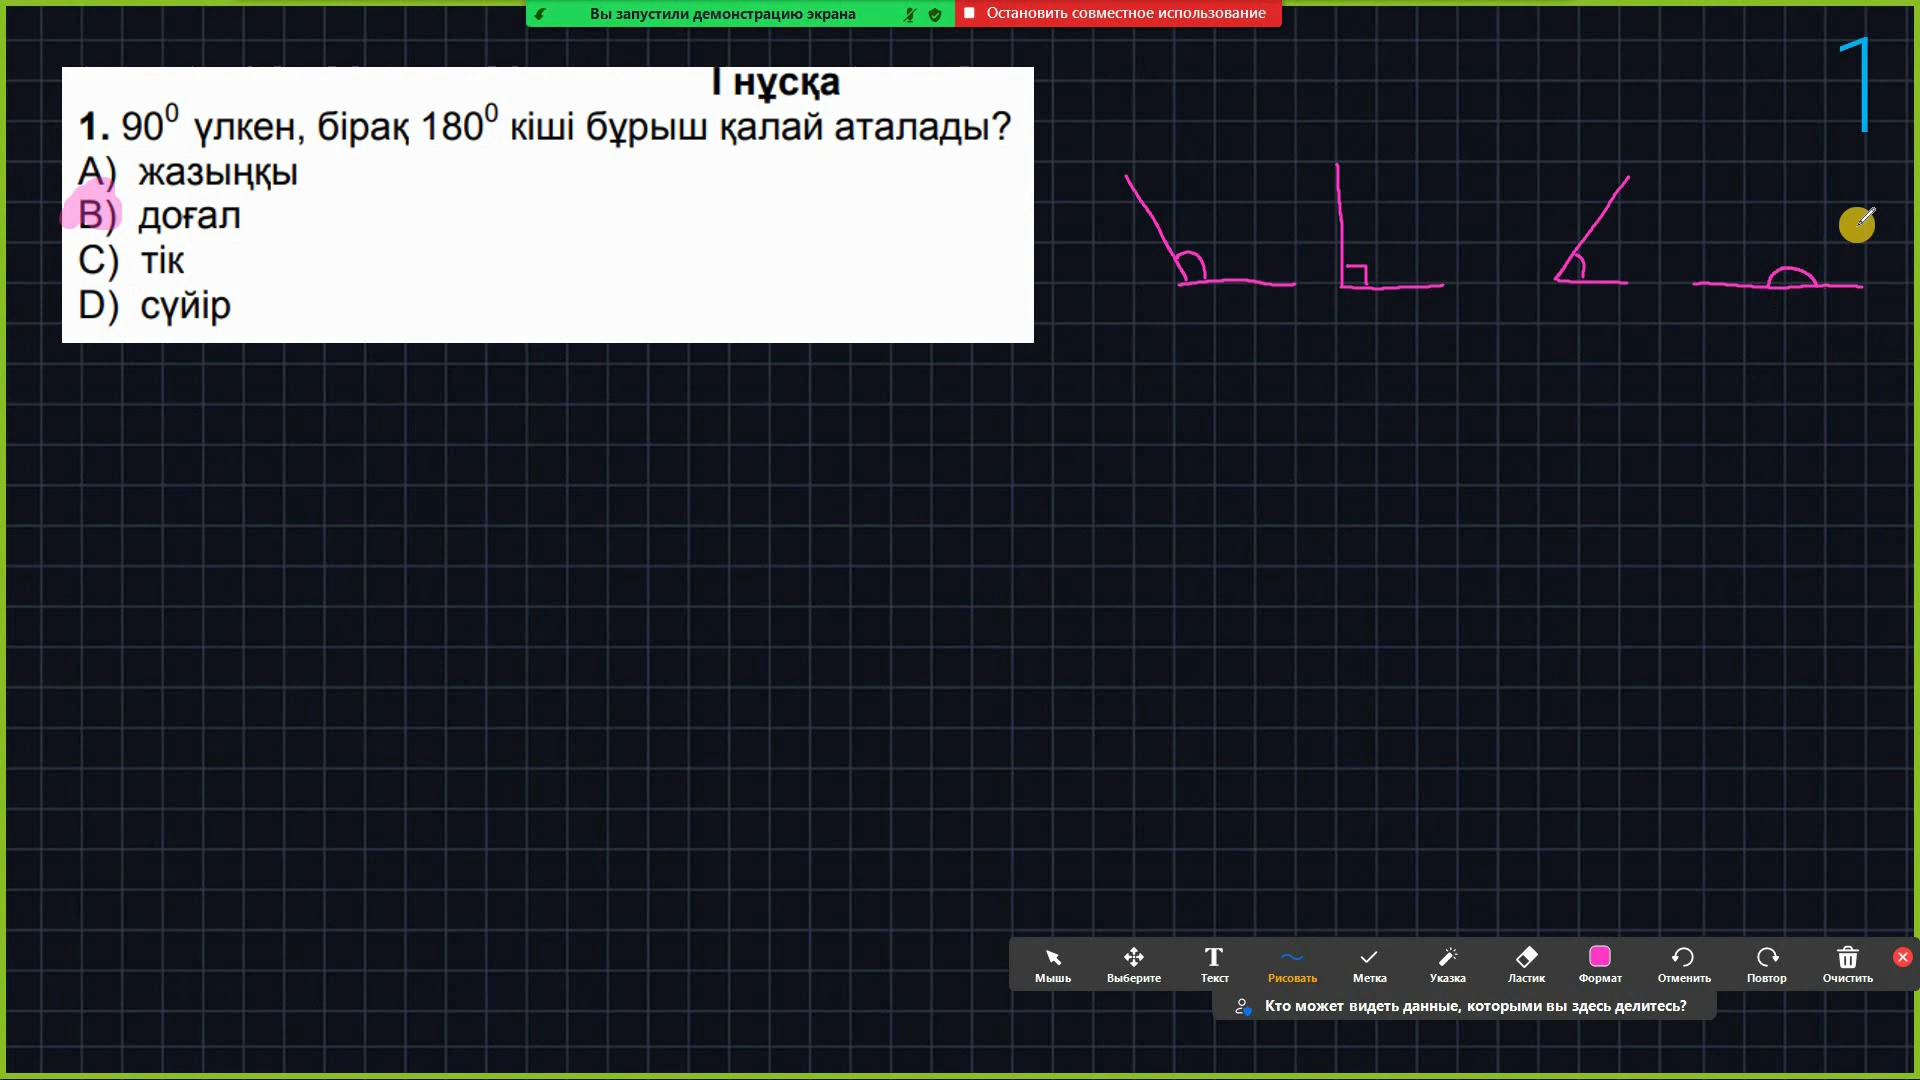 Вы запустили демонстрацию экрана
Остановить совместное использование
1
І нұсқа
1. 90⁰ үлкен, бірақ 180⁰ кіші бұрыш қалай аталады?
A) жазыңқы
B) доғал
C) тік
D) сүйір
Мышь Выберите Текст Рисовать Метка Указка Ластик Формат Отменить Повтор Очистить
Кто может видеть данные, которыми вы здесь делитесь?